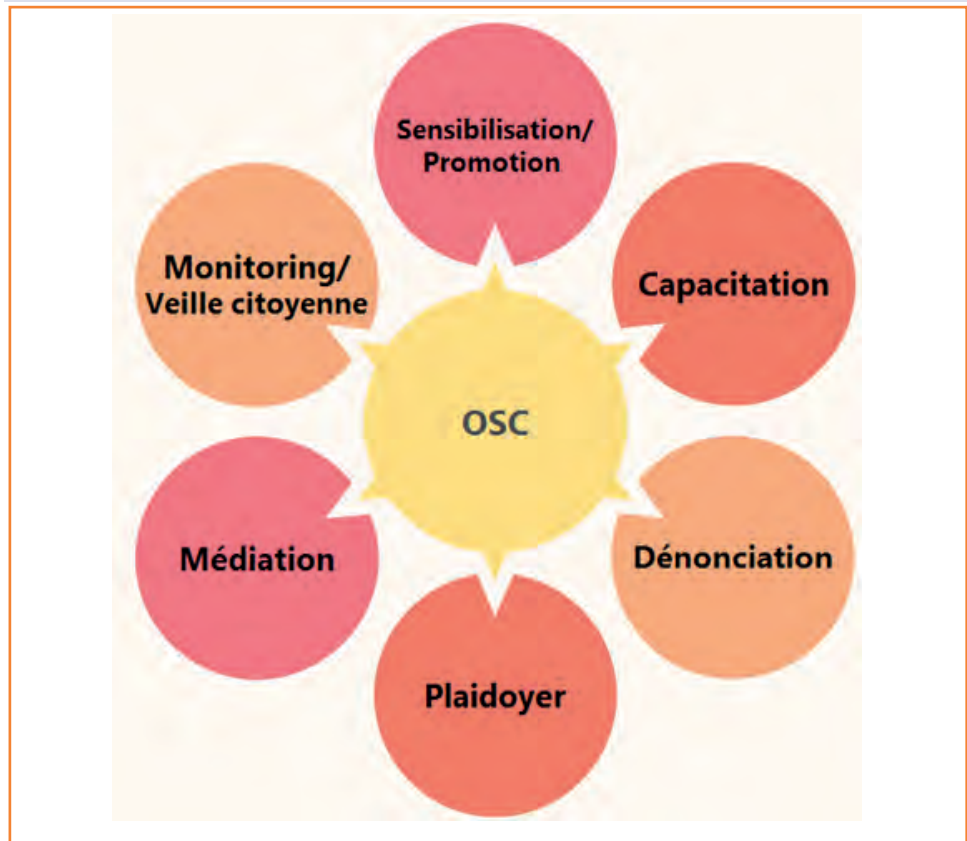 Sensibilisation/
Promotion
Capacitation
Dénonciation
Plaidoyer
Médiation
Monitoring/
Veille citoyenne
OSC